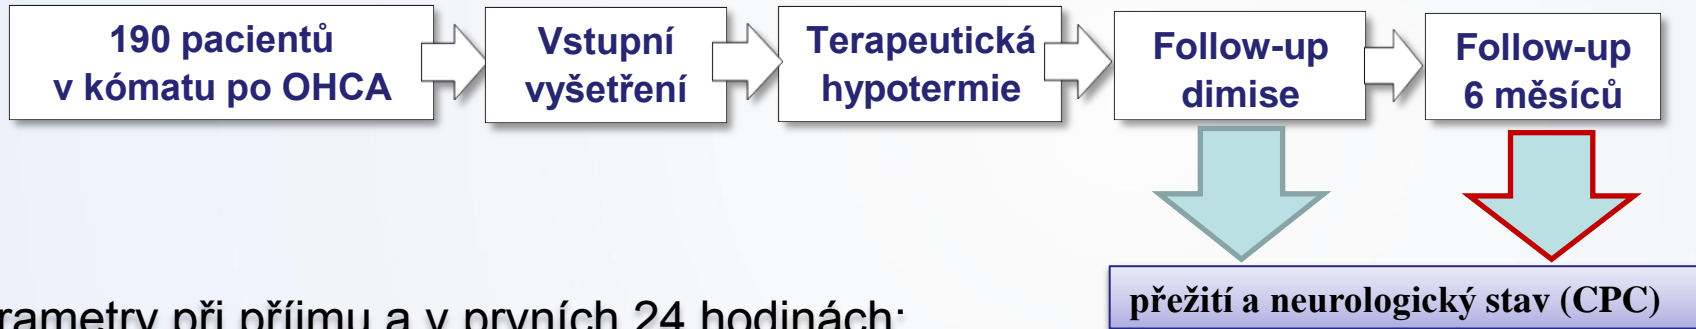 190 pacientů
v kómatu po OHCA
Vstupní
vyšetření
Terapeutická
hypotermie
Follow-up
dimise
Follow-up
6 měsíců
přežití a neurologický stav (CPC)
rametry při příjmu a v prvních 24 hodinách: